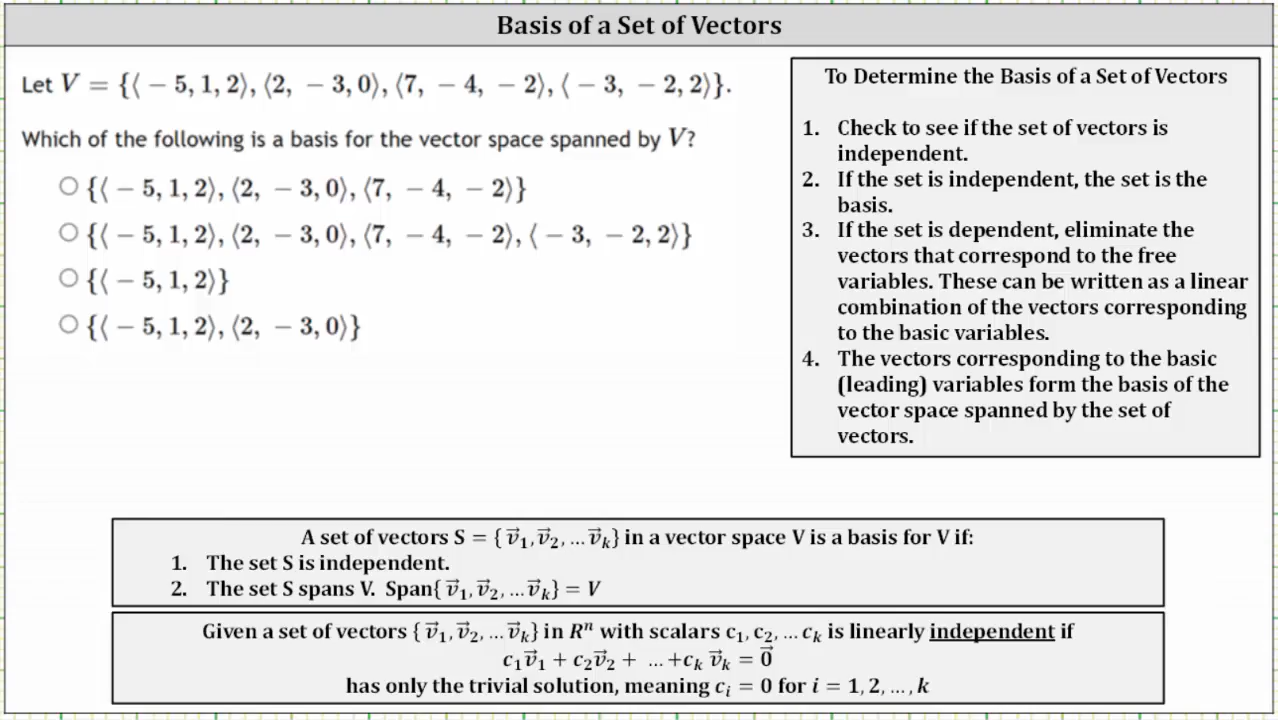 Basis of a Set of Vectors
Let V = {⟨ − 5, 1, 2⟩, ⟨2, − 3, 0⟩, ⟨7, − 4, − 2⟩, ⟨ − 3, − 2, 2⟩}.
Which of the following is a basis for the vector space spanned by V?
{⟨ − 5, 1, 2⟩, ⟨2, − 3, 0⟩, ⟨7, − 4, − 2⟩}
{⟨ − 5, 1, 2⟩, ⟨2, − 3, 0⟩, ⟨7, − 4, − 2⟩, ⟨ − 3, − 2, 2⟩}
{⟨ − 5, 1, 2⟩}
{⟨ − 5, 1, 2⟩, ⟨2, − 3, 0⟩}
To Determine the Basis of a Set of Vectors
1. Check to see if the set of vectors is
independent.
2. If the set is independent, the set is the
basis.
3. If the set is dependent, eliminate the
vectors that correspond to the free
variables. These can be written as a linear
combination of the vectors corresponding
to the basic variables.
4. The vectors corresponding to the basic
(leading) variables form the basis of the
vector space spanned by the set of
vectors.
A set of vectors S = { v⃗₁, v⃗₂, … v⃗ₖ} in a vector space V is a basis for V if:
1. The set S is independent.
2. The set S spans V. Span{ v⃗₁, v⃗₂, … v⃗ₖ} = V
Given a set of vectors { v⃗₁, v⃗₂, … v⃗ₖ} in Rⁿ with scalars c₁, c₂, … cₖ is linearly independent if
c₁v⃗₁ + c₂v⃗₂ + … +cₖ v⃗ₖ = 0⃗
has only the trivial solution, meaning cᵢ = 0 for i = 1, 2, … , k